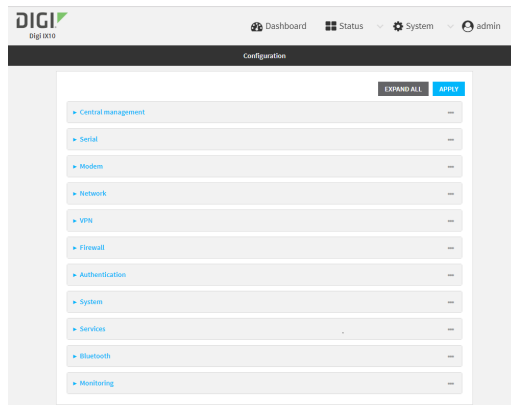 DIGI
Digi IX10
Dashboard Status System admin
Configuration
EXPAND ALL APPLY
Central management
Serial
Modem
Network
VPN
Firewall
Authentication
System
Services
Bluetooth
Monitoring